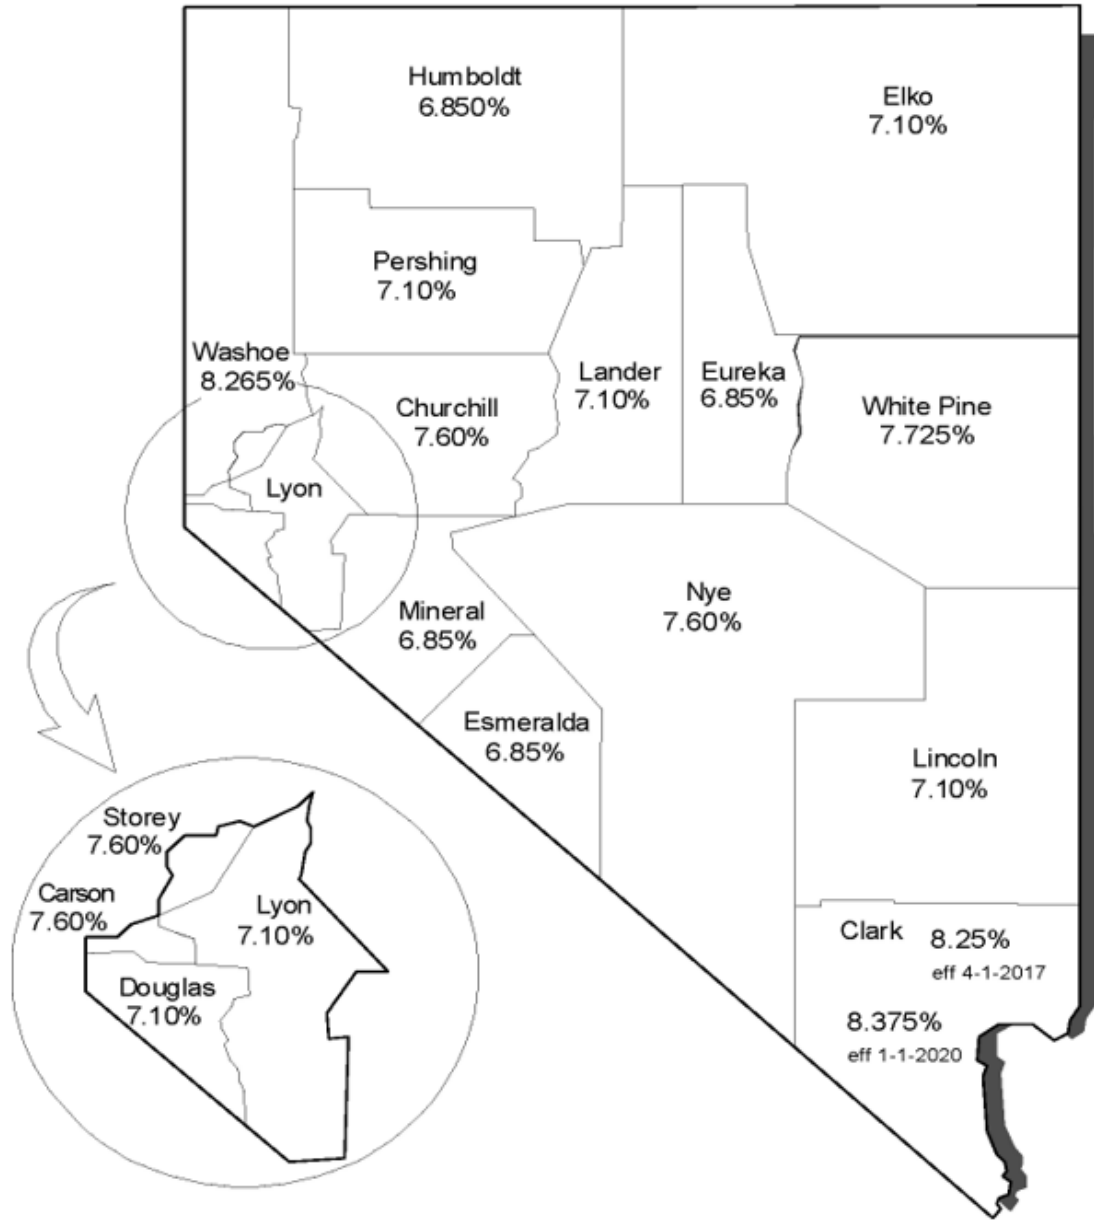 Humboldt
6.850%
Elko
7.10%
Pershing
7.10%
Washoe
8.265%
Churchill
7.60%
Lander
7.10%
Eureka
6.85%
White Pine
7.725%
Lyon
Mineral
6.85%
Nye
7.60%
Esmeralda
6.85%
Lincoln
7.10%
Storey
7.60%
Carson
7.60%
Lyon
7.10%
Douglas
7.10%
Clark
8.25%
eff 4-1-2017
8.375%
eff 1-1-2020